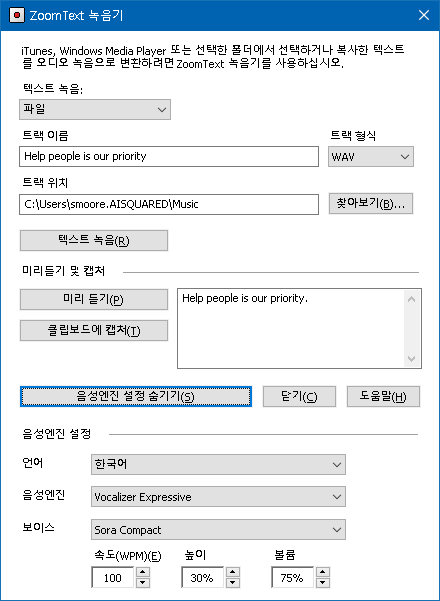 ZoomText 녹음기
iTunes, Windows Media Player 또는 선택한 폴더에서 선택하거나 복사한 텍스트
를 오디오 녹음으로 변환하려면 ZoomText 녹음기를 사용하십시오.
텍스트 녹음:
파일
트랙 이름 트랙 형식
Help people is our priority WAV
트랙 위치
C:\Users\smoore.AISQUARED\Music 찾아보기(B)...
텍스트 녹음(R)
미리듣기 및 캡처
미리 듣기(P) Help people is our priority.
클립보드에 캡처(T)
음성엔진 설정 숨기기(S) 닫기(C) 도움말(H)
음성엔진 설정
언어 한국어
음성엔진 Vocalizer Expressive
보이스 Sora Compact
속도(WPM)(E) 높이 볼륨
100 30% 75%